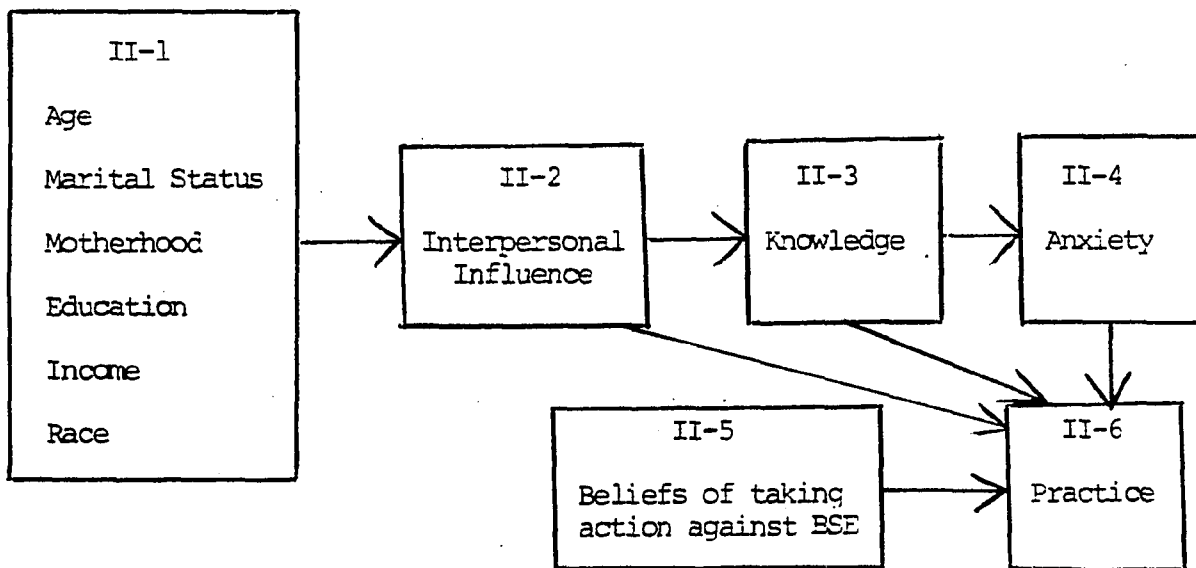 II-1
Age
Marital Status
Motherhood
Education
Income
Race
II-2
Interpersonal
Influence
II-3
Knowledge
II-4
Anxiety
II-5
Beliefs of taking
action against BSE
II-6
Practice